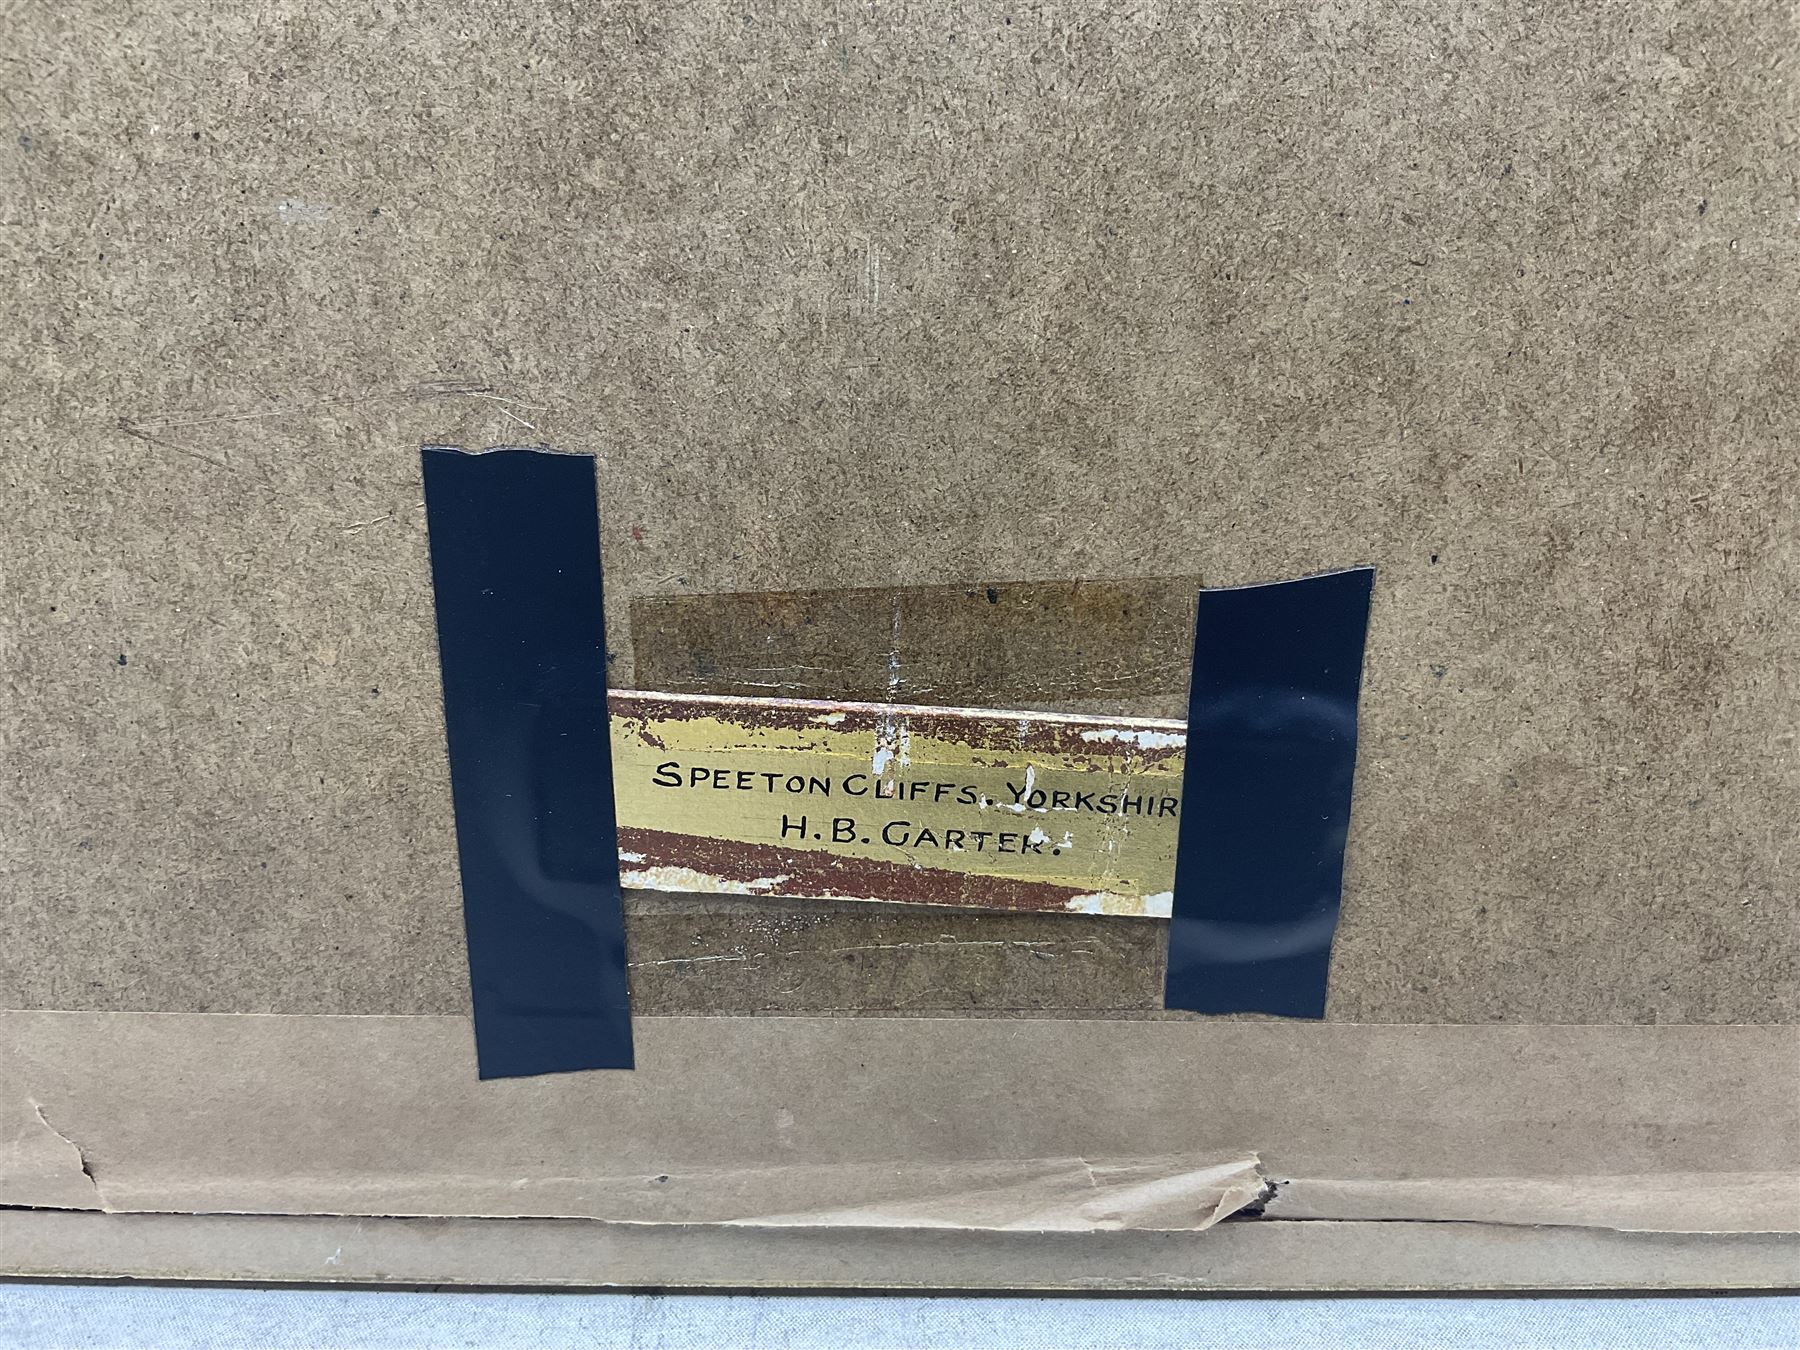 SPEETON CLIFFS. YORKSHIR
H. B. CARTER.